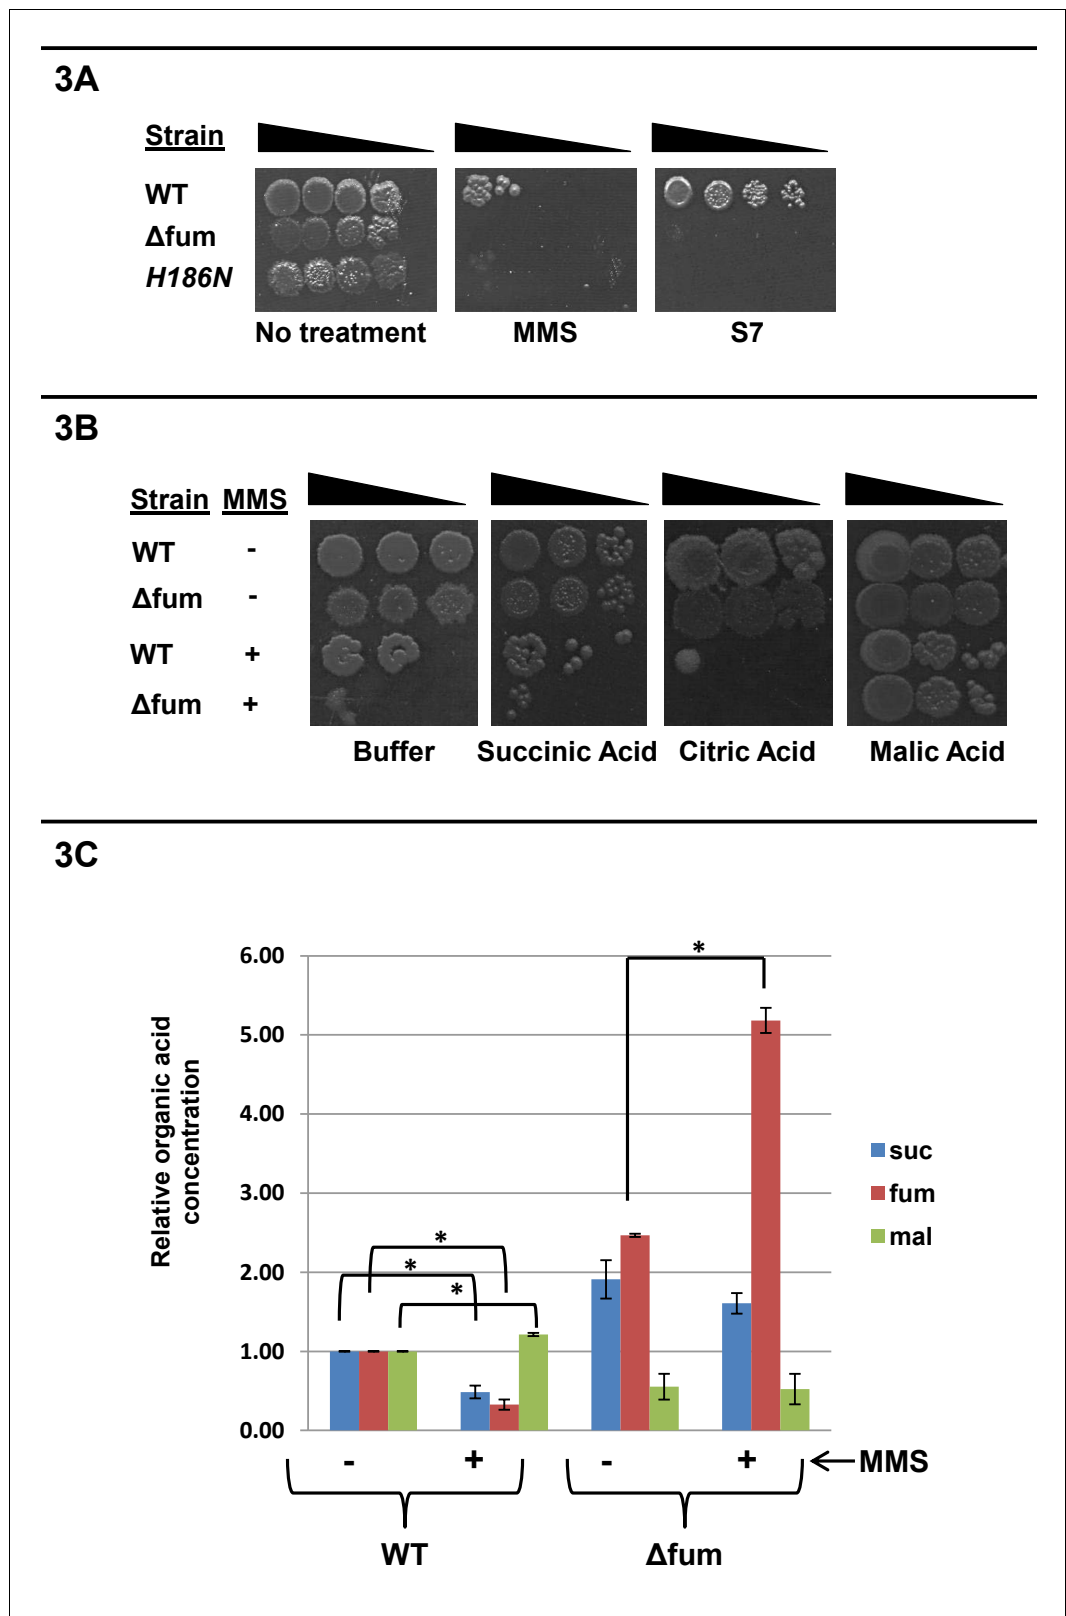 3A
Strain
WT
Δfum
H186N
No treatment
MMS
S7
3B
Strain MMS
WT -
Δfum -
WT +
Δfum +
Buffer
Succinic Acid
Citric Acid
Malic Acid
3C
Relative organic acid
concentration
6.00
5.00
4.00
3.00
2.00
1.00
0.00
*
*
*
*
suc
fum
mal
- + - + MMS
WT
Δfum